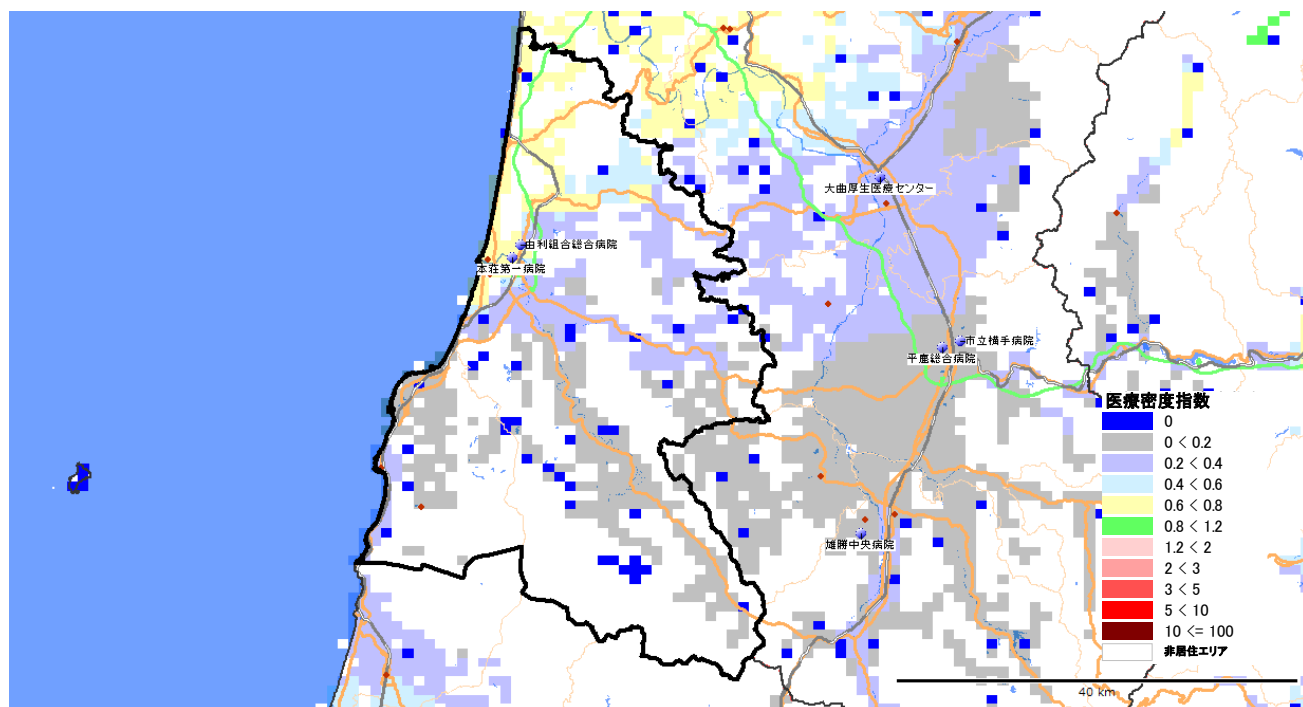 大曲厚生医療センター
由利組合総合病院
本荘第一病院
市立横手病院
平鹿総合病院
雄勝中央病院
医療密度指数
0
0 < 0.2
0.2 < 0.4
0.4 < 0.6
0.6 < 0.8
0.8 < 1.2
1.2 < 2
2 < 3
3 < 5
5 < 10
10 <= 100
非居住エリア
40 km